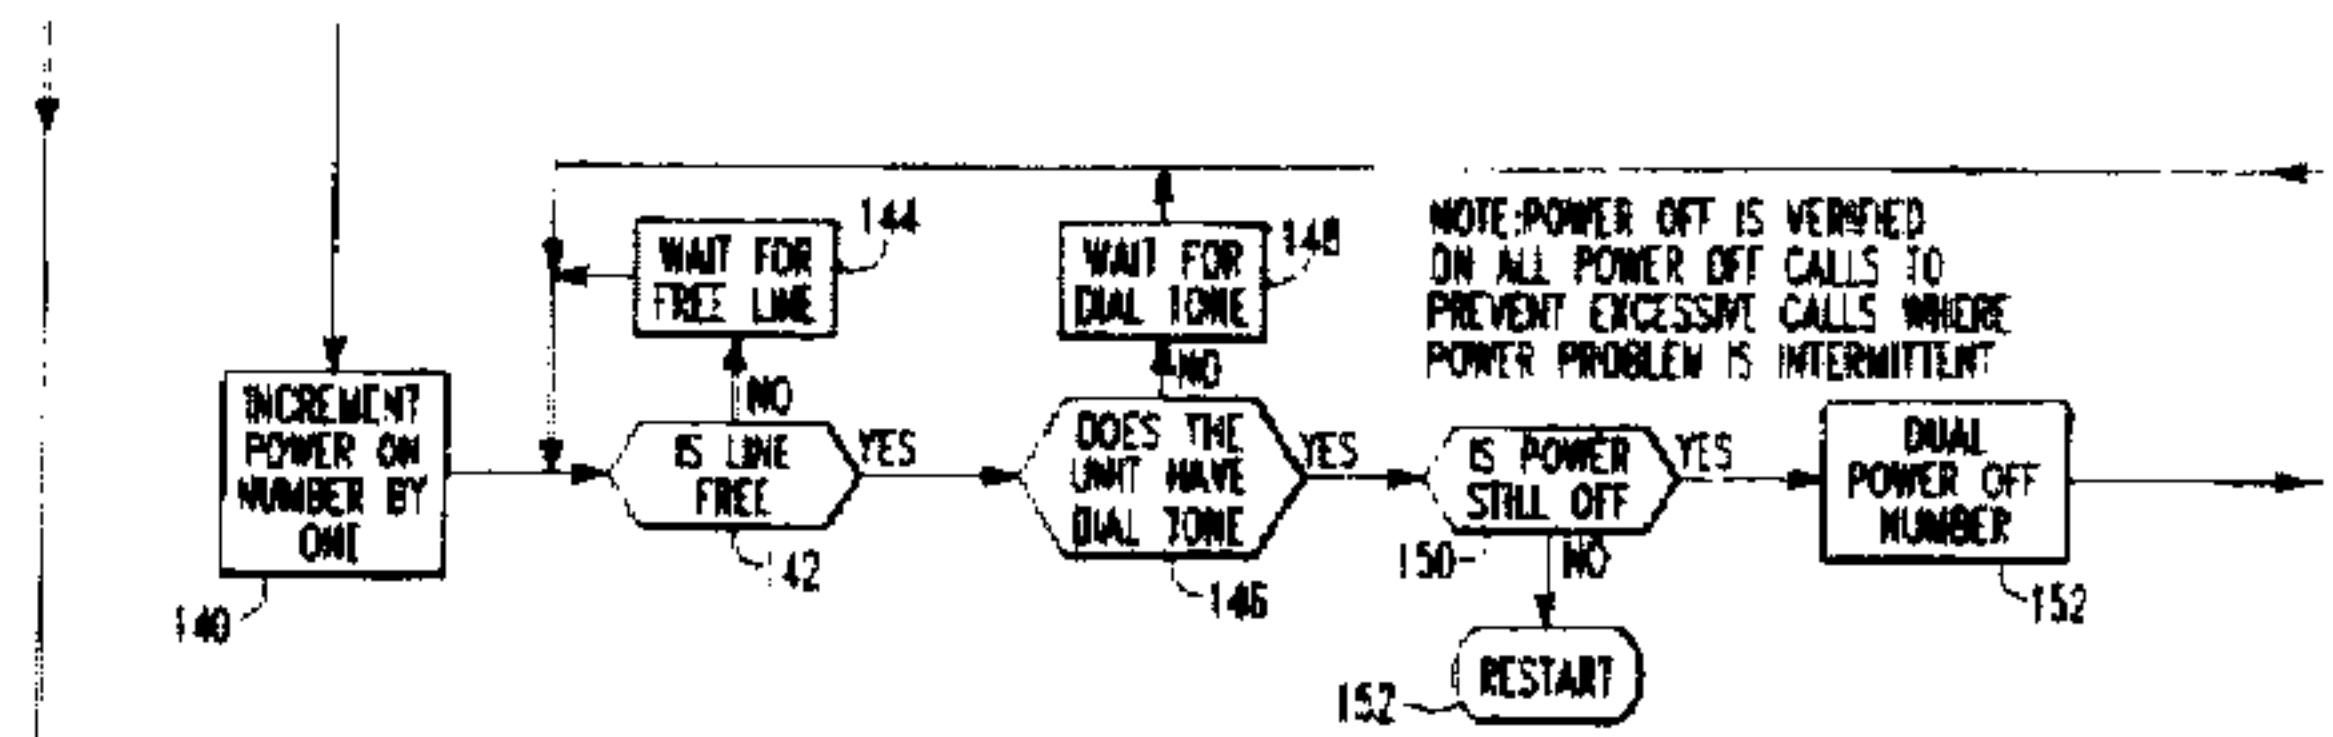 144
WAIT FOR
FREE LINE
148
WAIT FOR
DIAL TONE
NOTE:POWER OFF IS VERIFIED
ON ALL POWER OFF CALLS TO
PREVENT EXCESSIVE CALLS WHERE
POWER PROBLEM IS INTERMITTENT
NO
NO
INCREMENT
POWER ON
NUMBER BY
ONE
IS LINE
FREE
YES
DOES THE
UNIT HAVE
DIAL TONE
YES
IS POWER
STILL OFF
YES
DUAL
POWER OFF
NUMBER
140
142
146
150
NO
152
RESTART
152